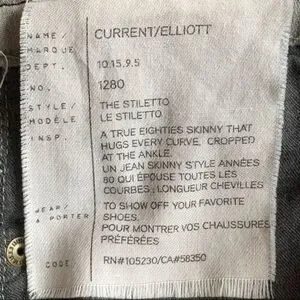 NAME/ CURRENT/ELLIOTT
MARQUE
DEPT. 10.15.9.5
NO. 1280
STYLE/ THE STILETTO
MODÈLE LE STILETTO
INSP. A TRUE EIGHTIES SKINNY THAT
HUGS EVERY CURVE. CROPPED
AT THE ANKLE.
UN JEAN SKINNY STYLE ANNÉES
80 QUI ÉPOUSE TOUTES LES
COURBES; LONGUEUR CHEVILLES
WEAR/ TO SHOW OFF YOUR FAVORITE
À PORTER SHOES.
POUR MONTRER VOS CHAUSSURES
PRÉFÉRÉES
CODE RN#105230/CA#58350